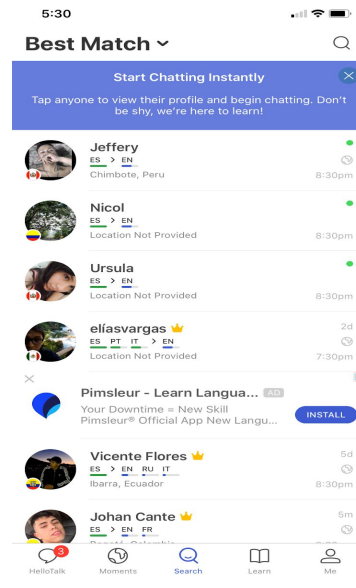 5:30
Best Match
Start Chatting Instantly
Tap anyone to view their profile and begin chatting. Don't
be shy, we're here to learn!
Jeffery
ES > EN
Chimbote, Peru
8:30pm
Nicol
ES > EN
Location Not Provided
8:30pm
Ursula
ES > EN
Location Not Provided
8:30pm
elíasvargas
2d
ES PT IT > EN
Location Not Provided
7:30pm
Pimsleur - Learn Langua... AD
Your Downtime = New Skill
Pimsleur® Official App New Langu...
INSTALL
Vicente Flores
5d
ES > EN RU IT
Ibarra, Ecuador
8:30pm
Johan Cante
5m
ES > EN FR
3
HelloTalk Moments Search Learn Me